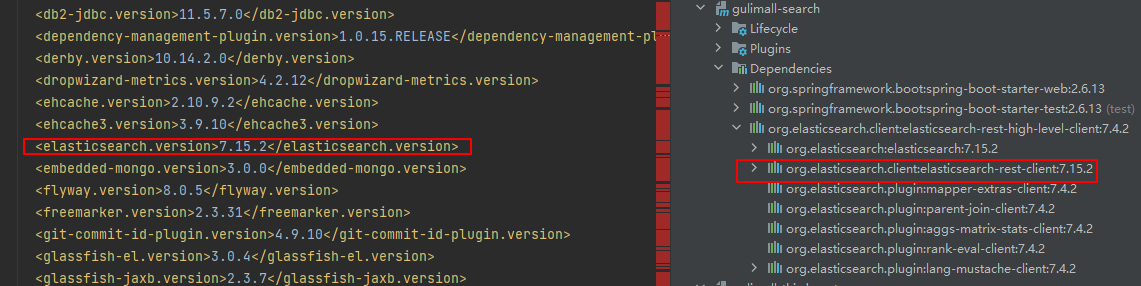 <db2-jdbc.version>11.5.7.0</db2-jdbc.version>
<dependency-management-plugin.version>1.0.15.RELEASE</dependency-management-pl
<derby.version>10.14.2.0</derby.version>
<dropwizard-metrics.version>4.2.12</dropwizard-metrics.version>
<ehcache.version>2.10.9.2</ehcache.version>
<ehcache3.version>3.9.10</ehcache3.version>
<elasticsearch.version>7.15.2</elasticsearch.version>
<embedded-mongo.version>3.0.0</embedded-mongo.version>
<flyway.version>8.0.5</flyway.version>
<freemarker.version>2.3.31</freemarker.version>
<git-commit-id-plugin.version>4.9.10</git-commit-id-plugin.version>
<glassfish-el.version>3.0.4</glassfish-el.version>
<glassfish-jaxb.version>2.3.7</glassfish-jaxb.version>
gulimall-search
Lifecycle
Plugins
Dependencies
org.springframework.boot:spring-boot-starter-web:2.6.13
org.springframework.boot:spring-boot-starter-test:2.6.13 (test)
org.elasticsearch.client:elasticsearch-rest-high-level-client:7.4.2
org.elasticsearch:elasticsearch:7.15.2
org.elasticsearch.client:elasticsearch-rest-client:7.15.2
org.elasticsearch.plugin:mapper-extras-client:7.4.2
org.elasticsearch.plugin:parent-join-client:7.4.2
org.elasticsearch.plugin:aggs-matrix-stats-client:7.4.2
org.elasticsearch.plugin:rank-eval-client:7.4.2
org.elasticsearch.plugin:lang-mustache-client:7.4.2